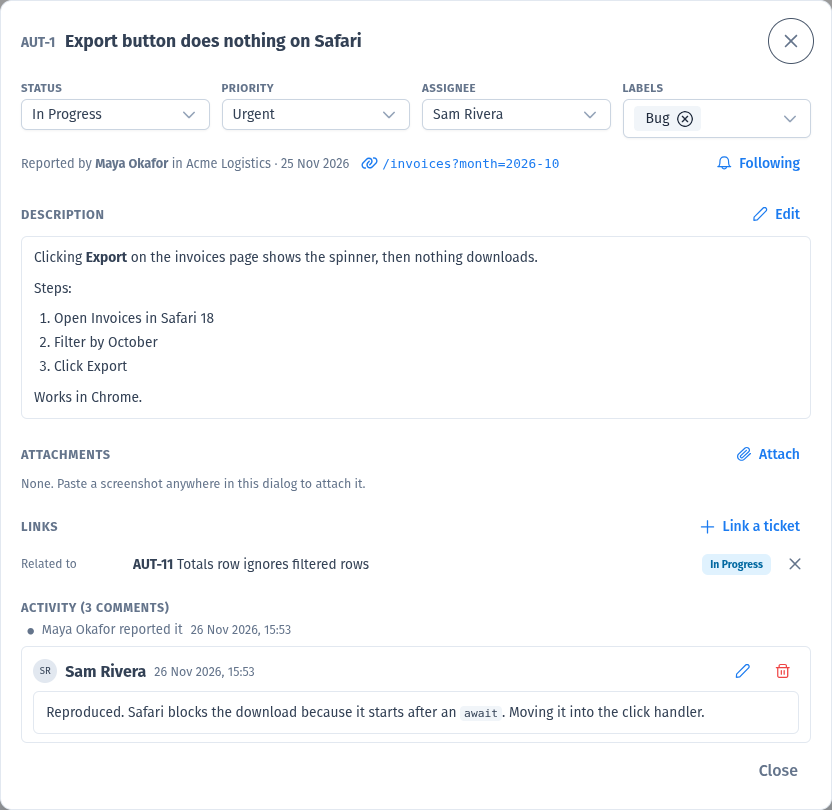 AUT-1 Export button does nothing on Safari
STATUS PRIORITY ASSIGNEE LABELS
In Progress Urgent Sam Rivera Bug
Reported by Maya Okafor in Acme Logistics · 25 Nov 2026 /invoices?month=2026-10 Following
DESCRIPTION Edit
Clicking Export on the invoices page shows the spinner, then nothing downloads.
Steps:
1. Open Invoices in Safari 18
2. Filter by October
3. Click Export
Works in Chrome.
ATTACHMENTS Attach
None. Paste a screenshot anywhere in this dialog to attach it.
LINKS Link a ticket
Related to AUT-11 Totals row ignores filtered rows In Progress
ACTIVITY (3 COMMENTS)
Maya Okafor reported it 26 Nov 2026, 15:53
SR Sam Rivera 26 Nov 2026, 15:53
Reproduced. Safari blocks the download because it starts after an await. Moving it into the click handler.
Close